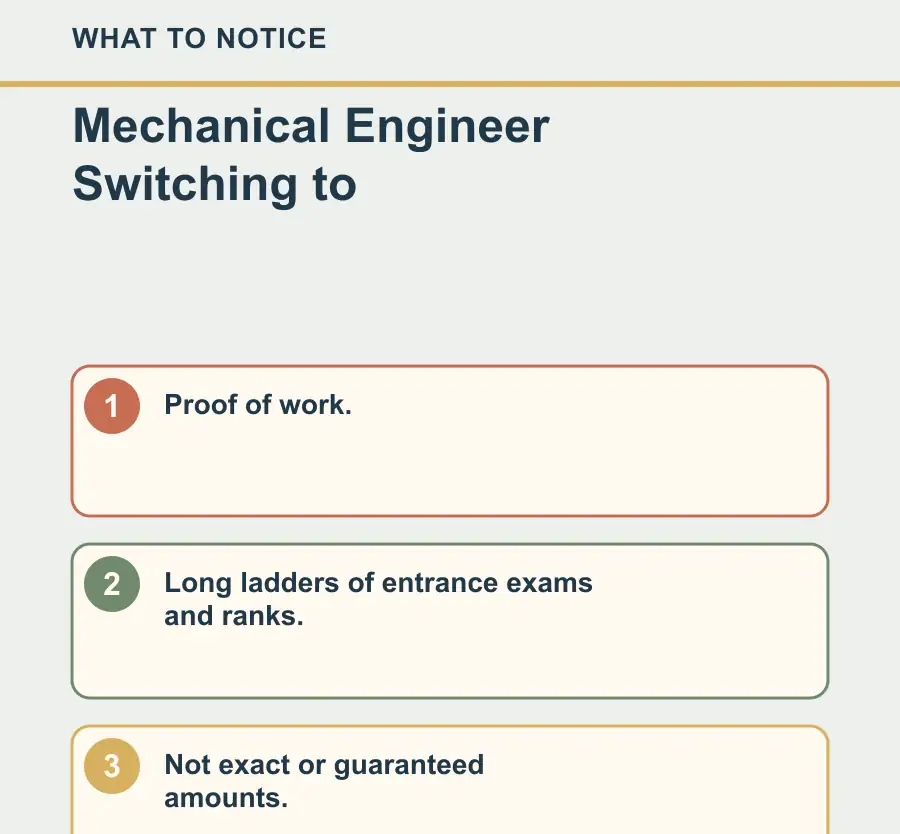 WHAT TO NOTICE
Mechanical Engineer
Switching to
1
Proof of work.
2
Long ladders of entrance exams
and ranks.
3
Not exact or guaranteed
amounts.